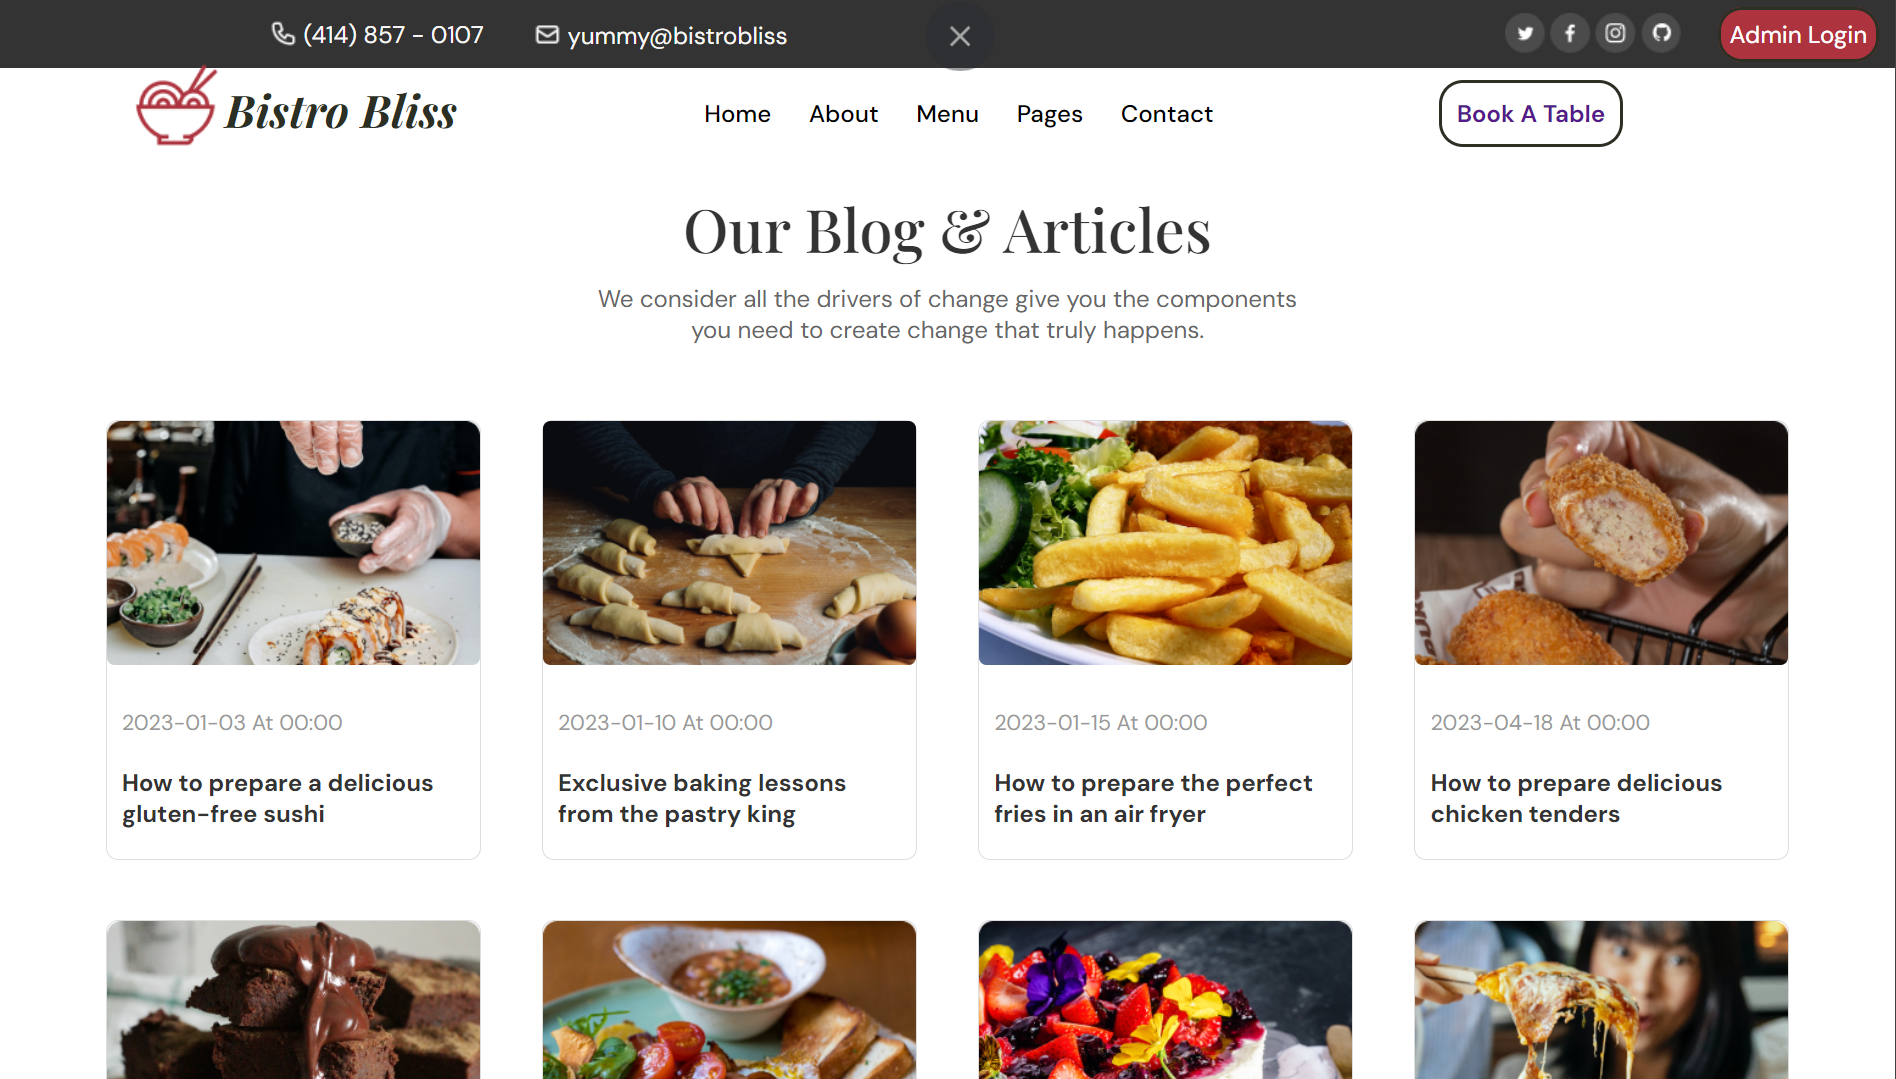 (414) 857 - 0107
yummy@bistrobliss
Admin Login
Bistro Bliss
Home
About
Menu
Pages
Contact
Book A Table
Our Blog & Articles
We consider all the drivers of change give you the components
you need to create change that truly happens.
2023-01-03 At 00:00
How to prepare a delicious
gluten-free sushi
2023-01-10 At 00:00
Exclusive baking lessons
from the pastry king
2023-01-15 At 00:00
How to prepare the perfect
fries in an air fryer
2023-04-18 At 00:00
How to prepare delicious
chicken tenders